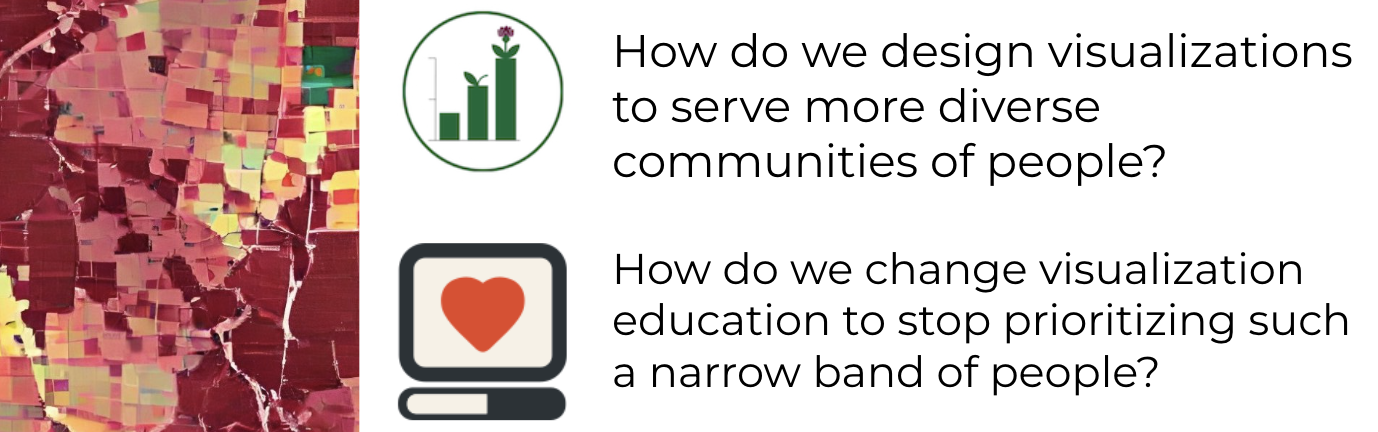 How do we design visualizations
to serve more diverse
communities of people?
How do we change visualization
education to stop prioritizing such
a narrow band of people?